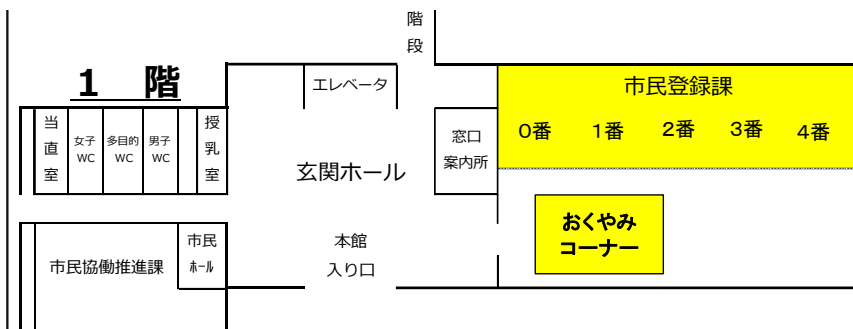 階
段
1 階
エレベータ
市民登録課
当
直
室
女子
WC
多目的
WC
男子
WC
授
乳
室
窓口
案内所
0番 1番 2番 3番 4番
玄関ホール
おくやみ
コーナー
市民協働推進課
市民
ﾎｰﾙ
本館
入り口